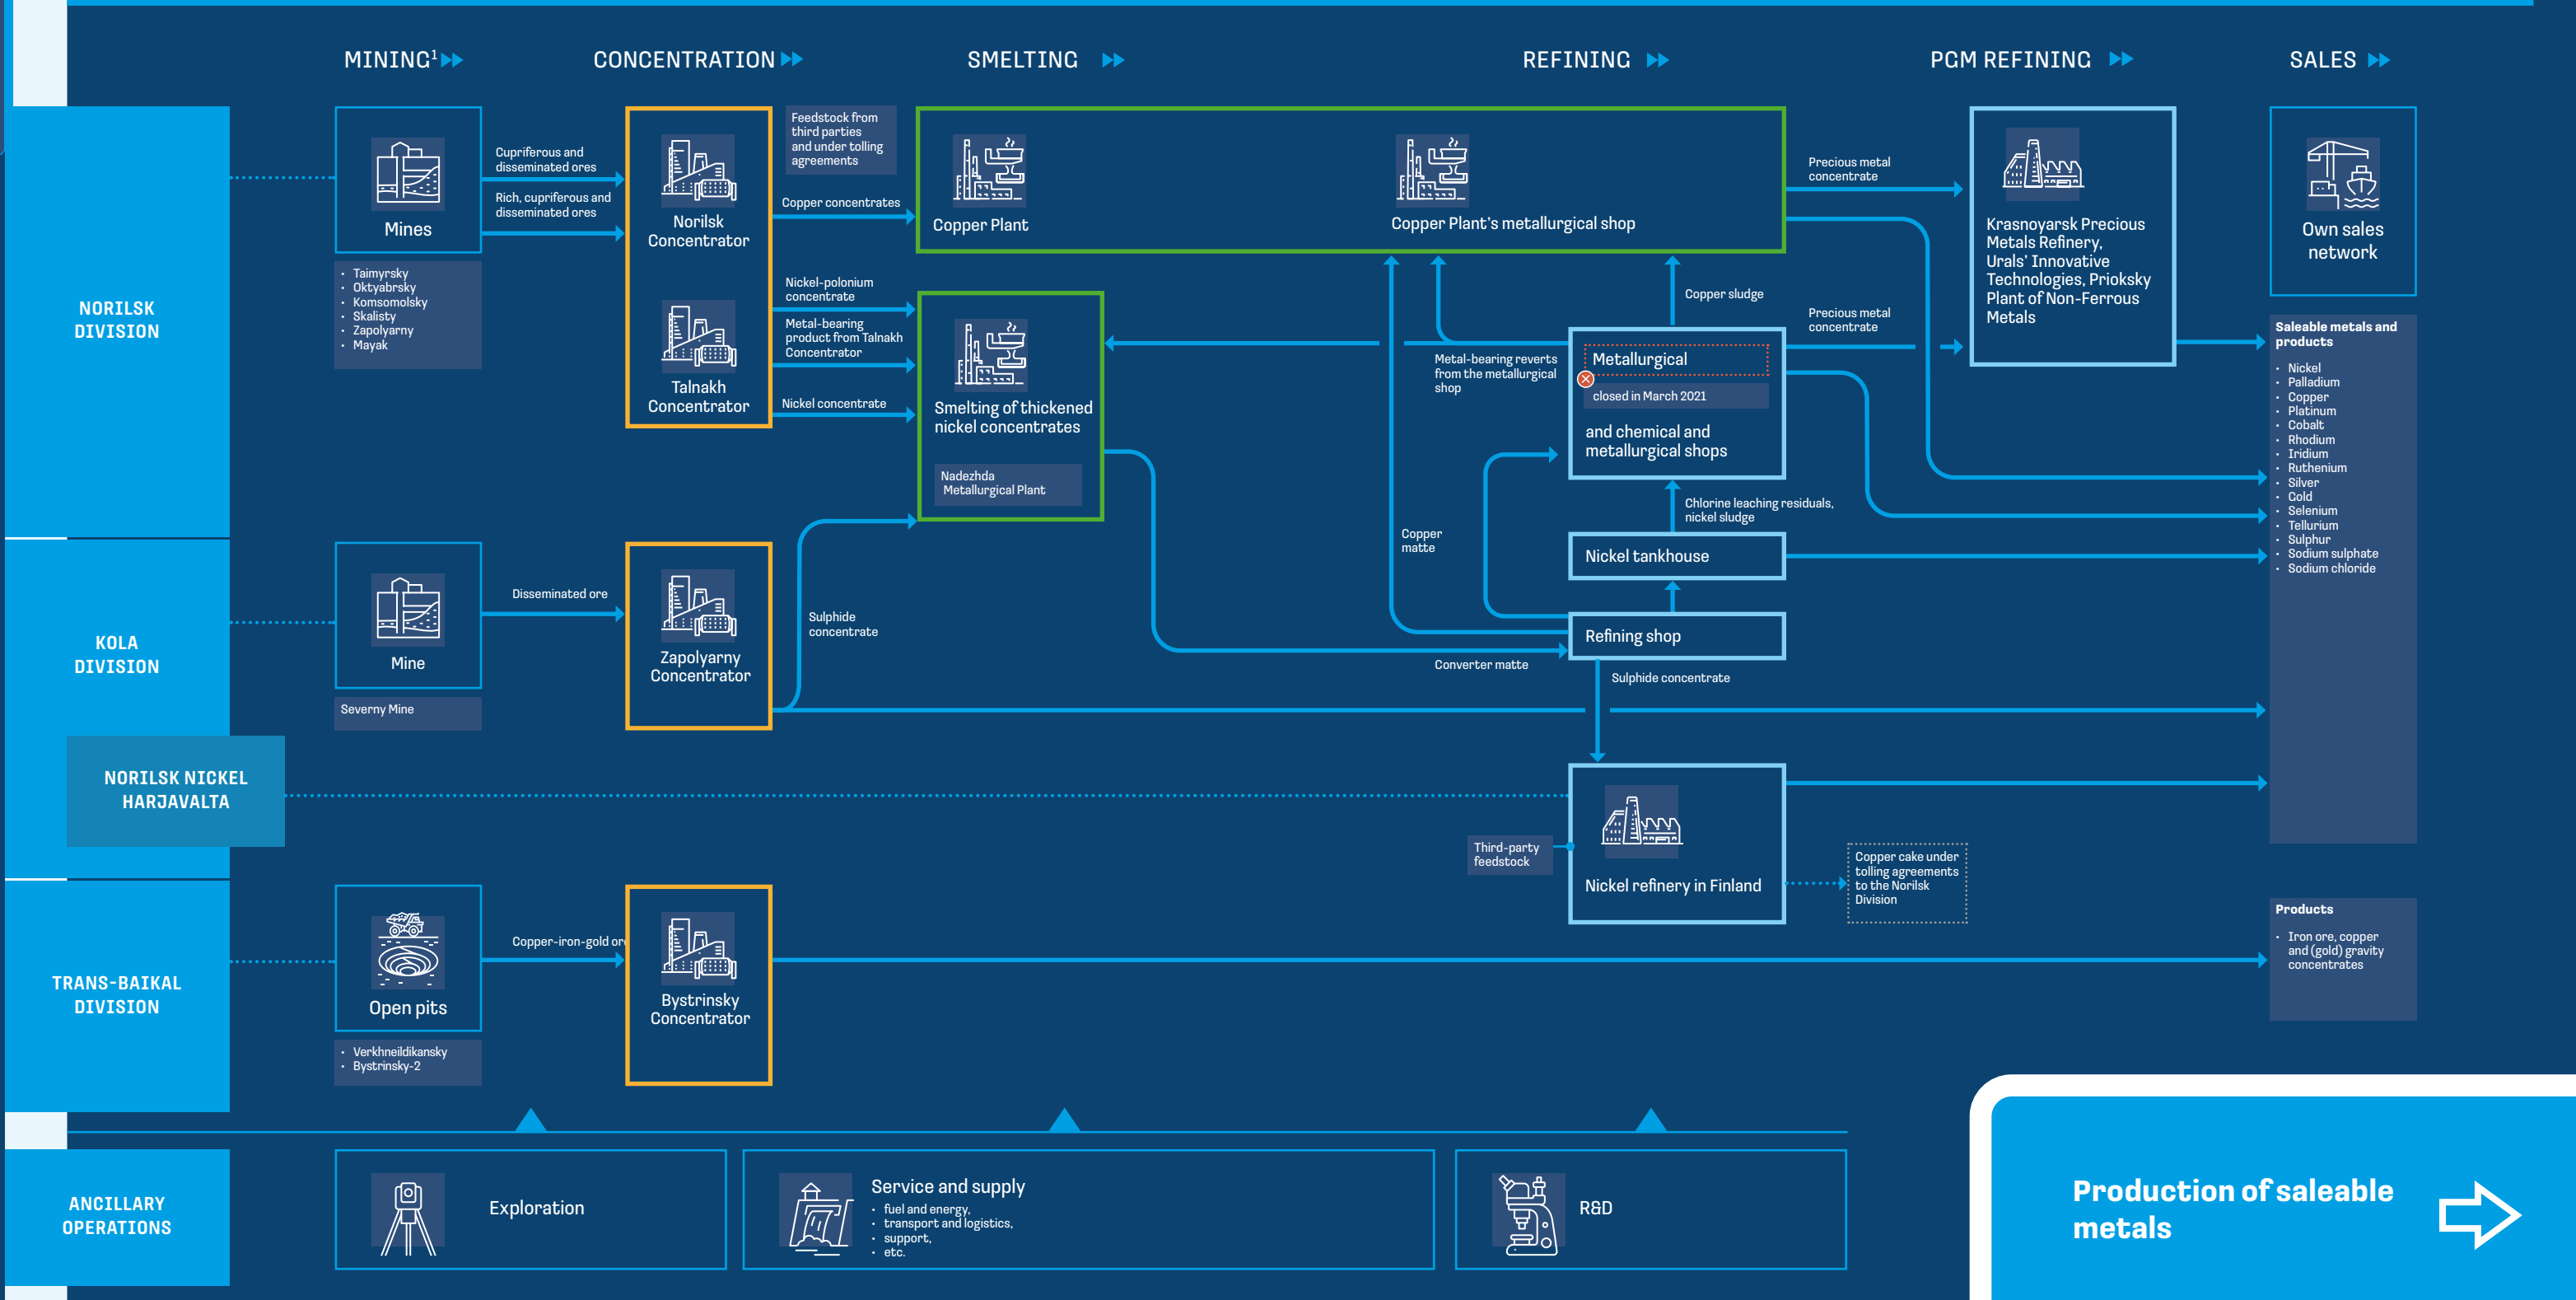 MINING1
CONCENTRATION
SMELTING
REFINING
PGM REFINING
SALES
NORILSK
DIVISION
Mines
• Taimyrsky
• Oktyabrsky
• Komsomolsky
• Skalisty
• Zapolyarny
• Mayak
Cupriferous and
disseminated ores
Rich, cupriferous and
disseminated ores
Norilsk
Concentrator
Talnakh
Concentrator
Feedstock from
third parties
and under tolling
agreements
Copper concentrates
Nickel-polonium
concentrate
Metal-bearing
product from Talnakh
Concentrator
Nickel concentrate
Copper Plant
Copper Plant's metallurgical shop
Smelting of thickened
nickel concentrates
Nadezhda
Metallurgical Plant
Copper sludge
Metal-bearing reverts
from the metallurgical
shop
Metallurgical
closed in March 2021
and chemical and
metallurgical shops
Precious metal
concentrate
Precious metal
concentrate
Krasnoyarsk Precious
Metals Refinery,
Urals' Innovative
Technologies, Prioksky
Plant of Non-Ferrous
Metals
Own sales
network
Saleable metals and
products
• Nickel
• Palladium
• Copper
• Platinum
• Cobalt
• Rhodium
• Iridium
• Ruthenium
• Silver
• Gold
• Selenium
• Tellurium
• Sulphur
• Sodium sulphate
• Sodium chloride
KOLA
DIVISION
Mine
Severny Mine
Disseminated ore
Zapolyarny
Concentrator
Sulphide
concentrate
Copper
matte
Chlorine leaching residuals,
nickel sludge
Nickel tankhouse
Refining shop
Converter matte
Sulphide concentrate
NORILSK NICKEL
HARJAVALTA
Third-party
feedstock
Nickel refinery in Finland
Copper cake under
tolling agreements
to the Norilsk
Division
TRANS-BAIKAL
DIVISION
Open pits
• Verkhneildikansky
• Bystrinsky-2
Copper-iron-gold ore
Bystrinsky
Concentrator
Products
• Iron ore, copper
and (gold) gravity
concentrates
ANCILLARY
OPERATIONS
Exploration
Service and supply
• fuel and energy,
• transport and logistics,
• support,
• etc.
R&D
Production of saleable
metals